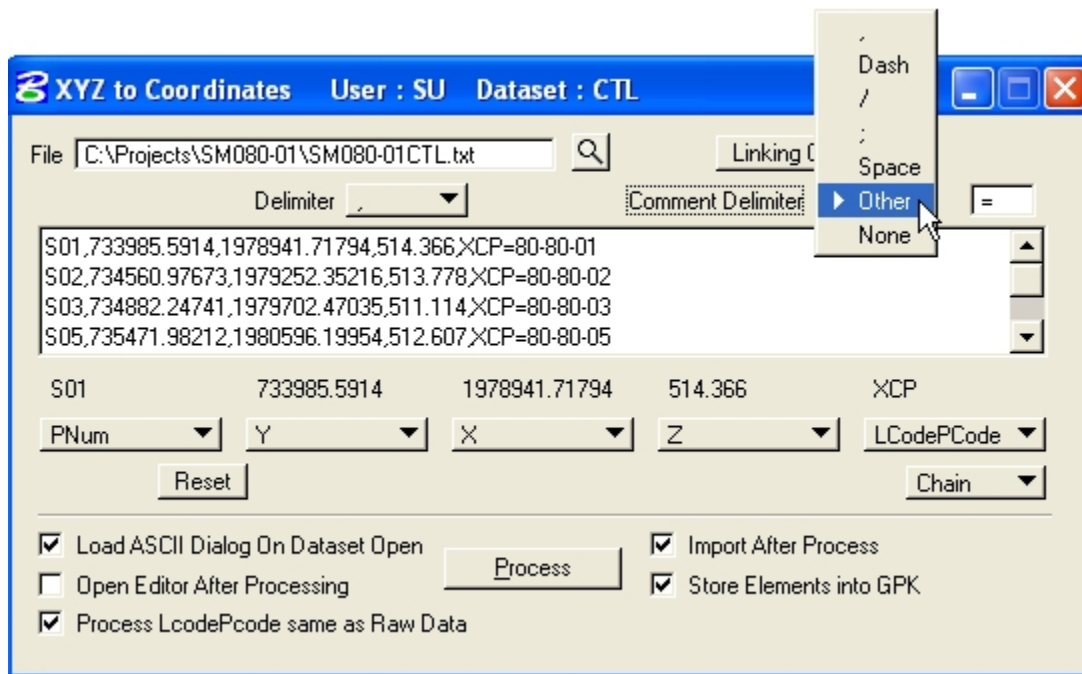 ,
Dash
/
;
Space
Other
None
XYZ to Coordinates User : SU Dataset : CTL
File C:\Projects\SM080-01\SM080-01CTL.txt Linking
Delimiter , Comment Delimiter =
S01,733985.5914,1978941.71794,514.366,XCP=80-80-01
S02,734560.97673,1979252.35216,513.778,XCP=80-80-02
S03,734882.24741,1979702.47035,511.114,XCP=80-80-03
S05,735471.98212,1980596.19954,512.607,XCP=80-80-05
S01 733985.5914 1978941.71794 514.366 XCP
PNum Y X Z LCodePCode
Reset Chain
Load ASCII Dialog On Dataset Open Import After Process
Process
Open Editor After Processing Store Elements into GPK
Process LcodePcode same as Raw Data